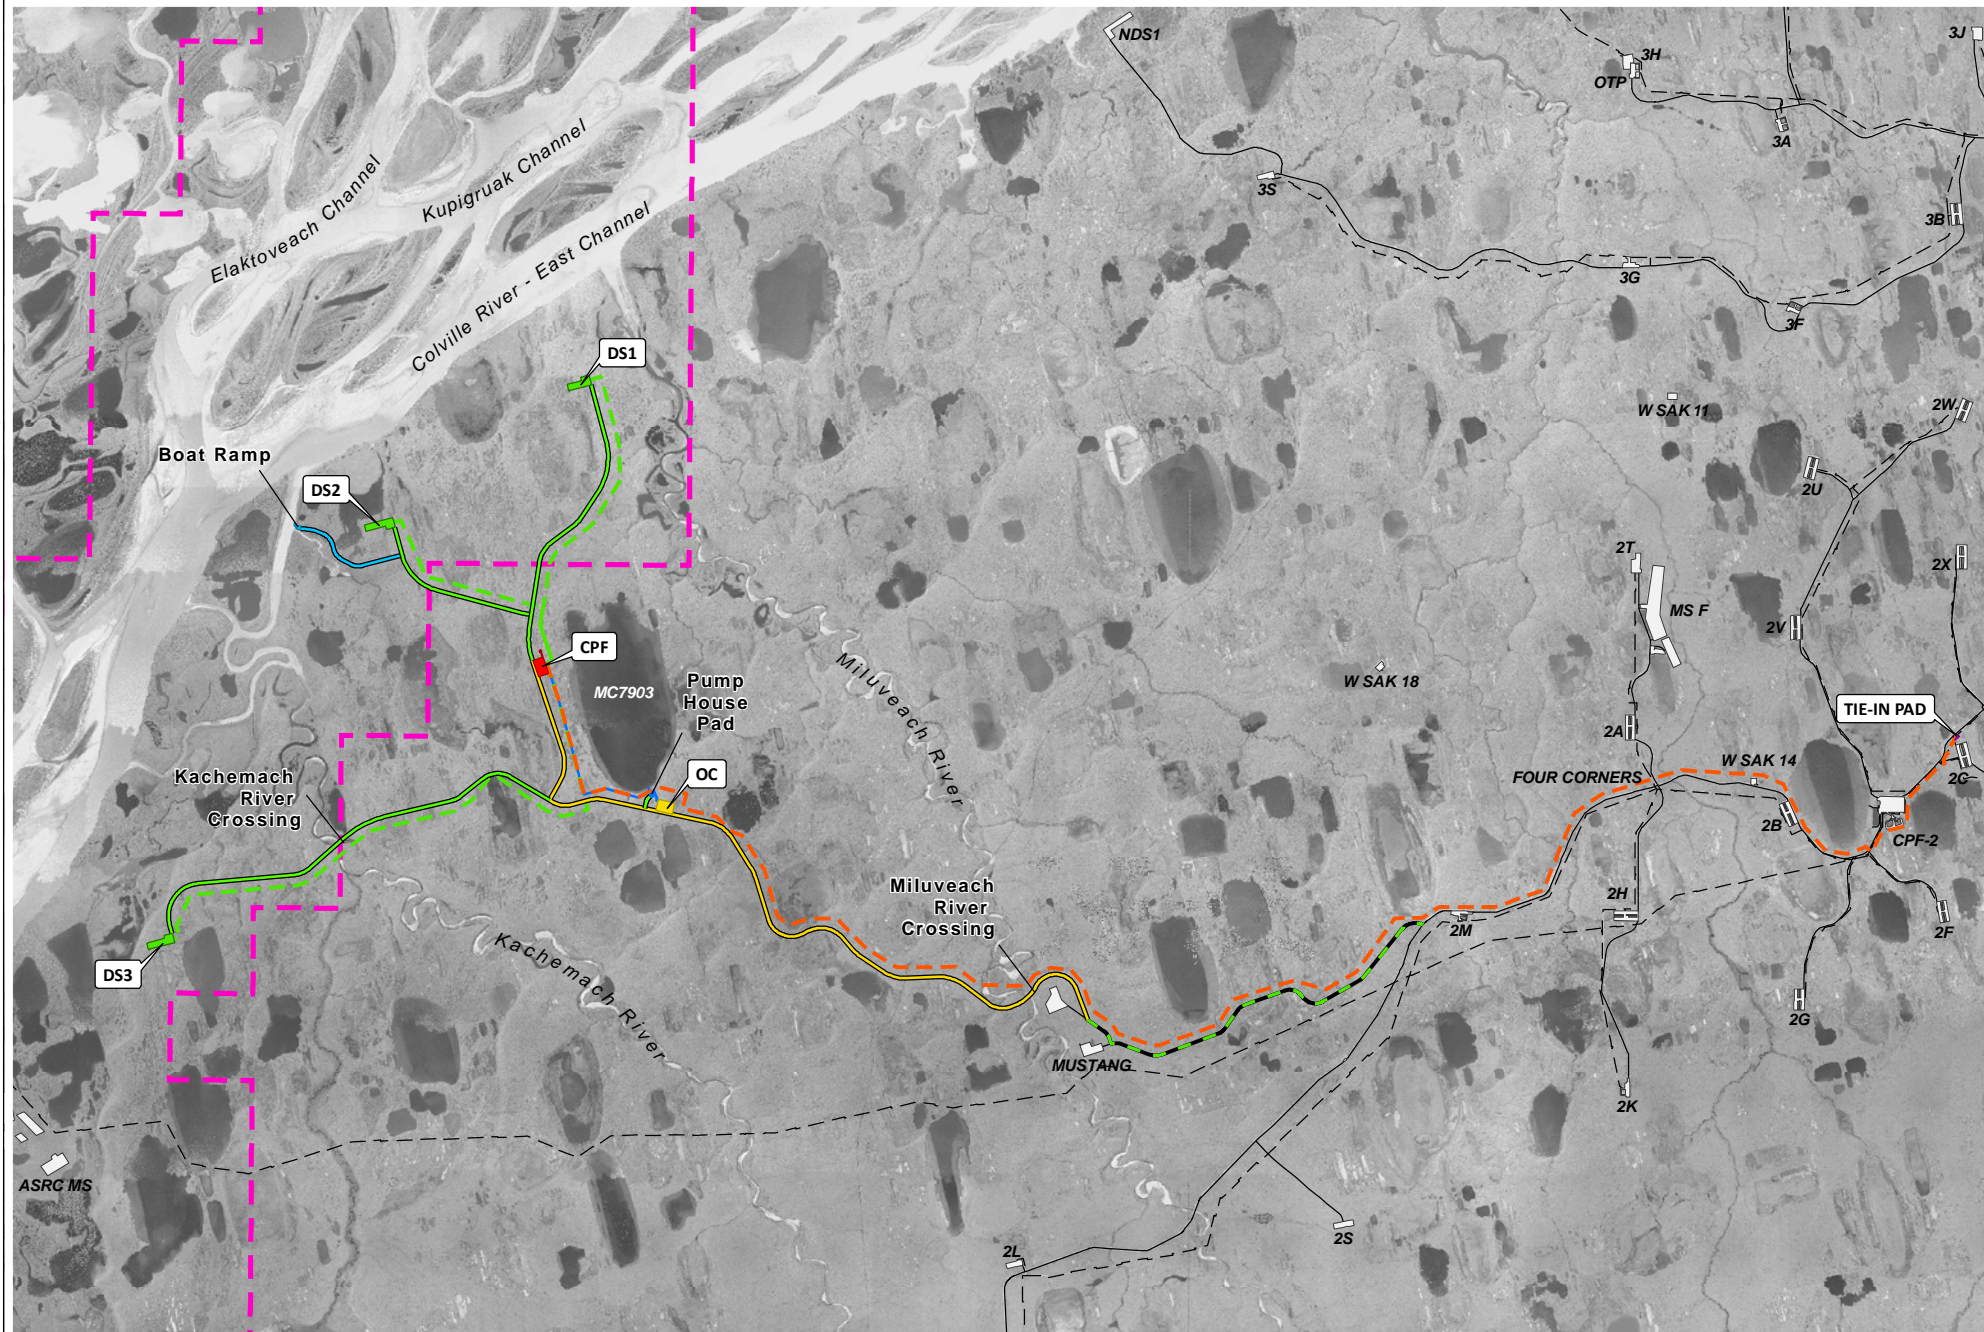 NDS1
3H
OTP
3J
3A
3S
3B
3G
3F
Elaktoveach Channel
Kupigruak Channel
Colville River - East Channel
DS1
Boat Ramp
DS2
W SAK 11
2W
2U
2T
2X
MS F
2V
CPF
MC7903
Pump
House
Pad
Miluveach River
W SAK 18
TIE-IN PAD
2A
2C
W SAK 14
FOUR CORNERS
OC
Kachemach
River
Crossing
2B
CPF-2
Miluveach
River
Crossing
2H
2M
2F
DS3
Kachemach River
2G
MUSTANG
2K
ASRC MS
2S
2L